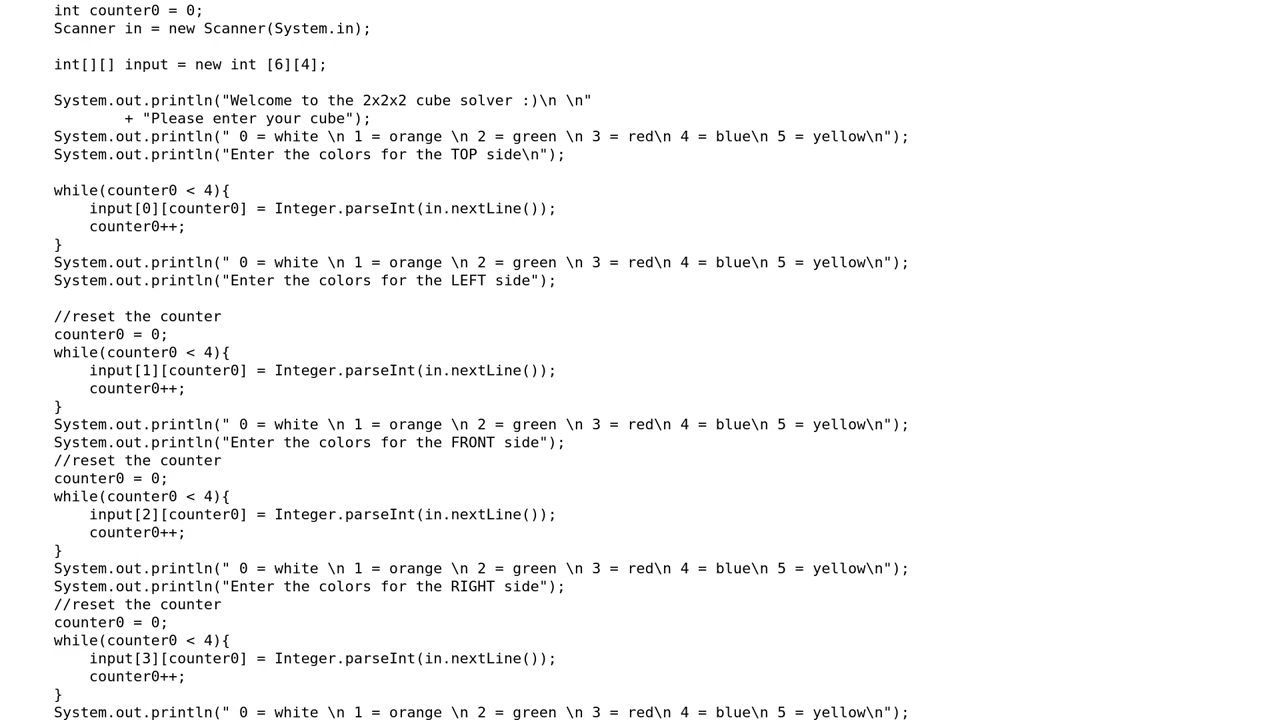 int counter0 = 0;
Scanner in = new Scanner(System.in);
int[][] input = new int [6][4];
System.out.println("Welcome to the 2x2x2 cube solver :)\n \n"
+ "Please enter your cube");
System.out.println(" 0 = white \n 1 = orange \n 2 = green \n 3 = red\n 4 = blue\n 5 = yellow\n");
System.out.println("Enter the colors for the TOP side\n");
while(counter0 < 4){
input[0][counter0] = Integer.parseInt(in.nextLine());
counter0++;
}
System.out.println(" 0 = white \n 1 = orange \n 2 = green \n 3 = red\n 4 = blue\n 5 = yellow\n");
System.out.println("Enter the colors for the LEFT side");
//reset the counter
counter0 = 0;
while(counter0 < 4){
input[1][counter0] = Integer.parseInt(in.nextLine());
counter0++;
}
System.out.println(" 0 = white \n 1 = orange \n 2 = green \n 3 = red\n 4 = blue\n 5 = yellow\n");
System.out.println("Enter the colors for the FRONT side");
//reset the counter
counter0 = 0;
while(counter0 < 4){
input[2][counter0] = Integer.parseInt(in.nextLine());
counter0++;
}
System.out.println(" 0 = white \n 1 = orange \n 2 = green \n 3 = red\n 4 = blue\n 5 = yellow\n");
System.out.println("Enter the colors for the RIGHT side");
//reset the counter
counter0 = 0;
while(counter0 < 4){
input[3][counter0] = Integer.parseInt(in.nextLine());
counter0++;
}
System.out.println(" 0 = white \n 1 = orange \n 2 = green \n 3 = red\n 4 = blue\n 5 = yellow\n");